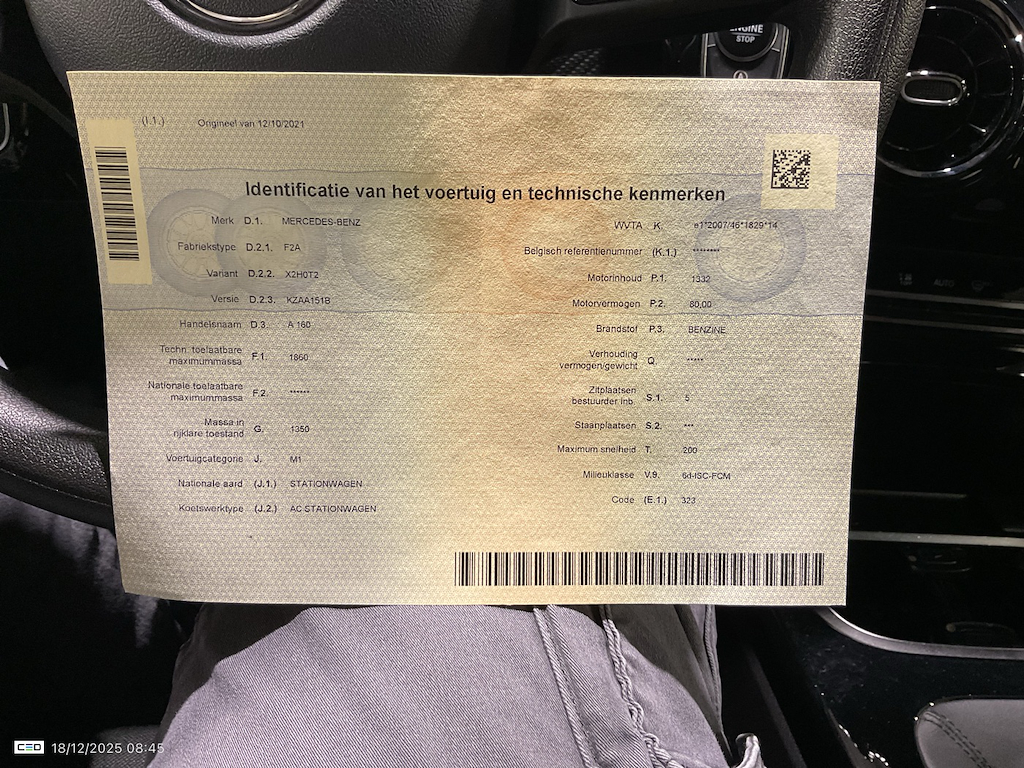 ENGINE
STOP
(I.1.) Origineel van 12/10/2021
Identificatie van het voertuig en technische kenmerken
Merk D.1. MERCEDES-BENZ
Fabriekstype D.2.1. F2A
Variant D.2.2. X2H0T2
Versie D.2.3. KZAA151B
Handelsnaam D.3. A 160
Techn. toelaatbare
maximummassa F.1. 1860
Nationale toelaatbare
maximummassa F.2. ******
Massa in
rijklare toestand G. 1350
Voertuigcategorie J. M1
Nationale aard (J.1.) STATIONWAGEN
Koetswerktype (J.2.) AC STATIONWAGEN
WVTA K. e1*2007/46*1829*14
Belgisch referentienummer (K.1.) ********
Motorinhoud P.1. 1332
Motorvermogen P.2. 80,00
Brandstof P.3. BENZINE
Verhouding
vermogen/gewicht Q. *****
Zitplaatsen
bestuurder inb. S.1. 5
Staanplaatsen S.2. ***
Maximum snelheid T. 200
Milieuklasse V.9. 6d-ISC-FCM
Code (E.1.) 323
AUTO
CEO 18/12/2025 08:45